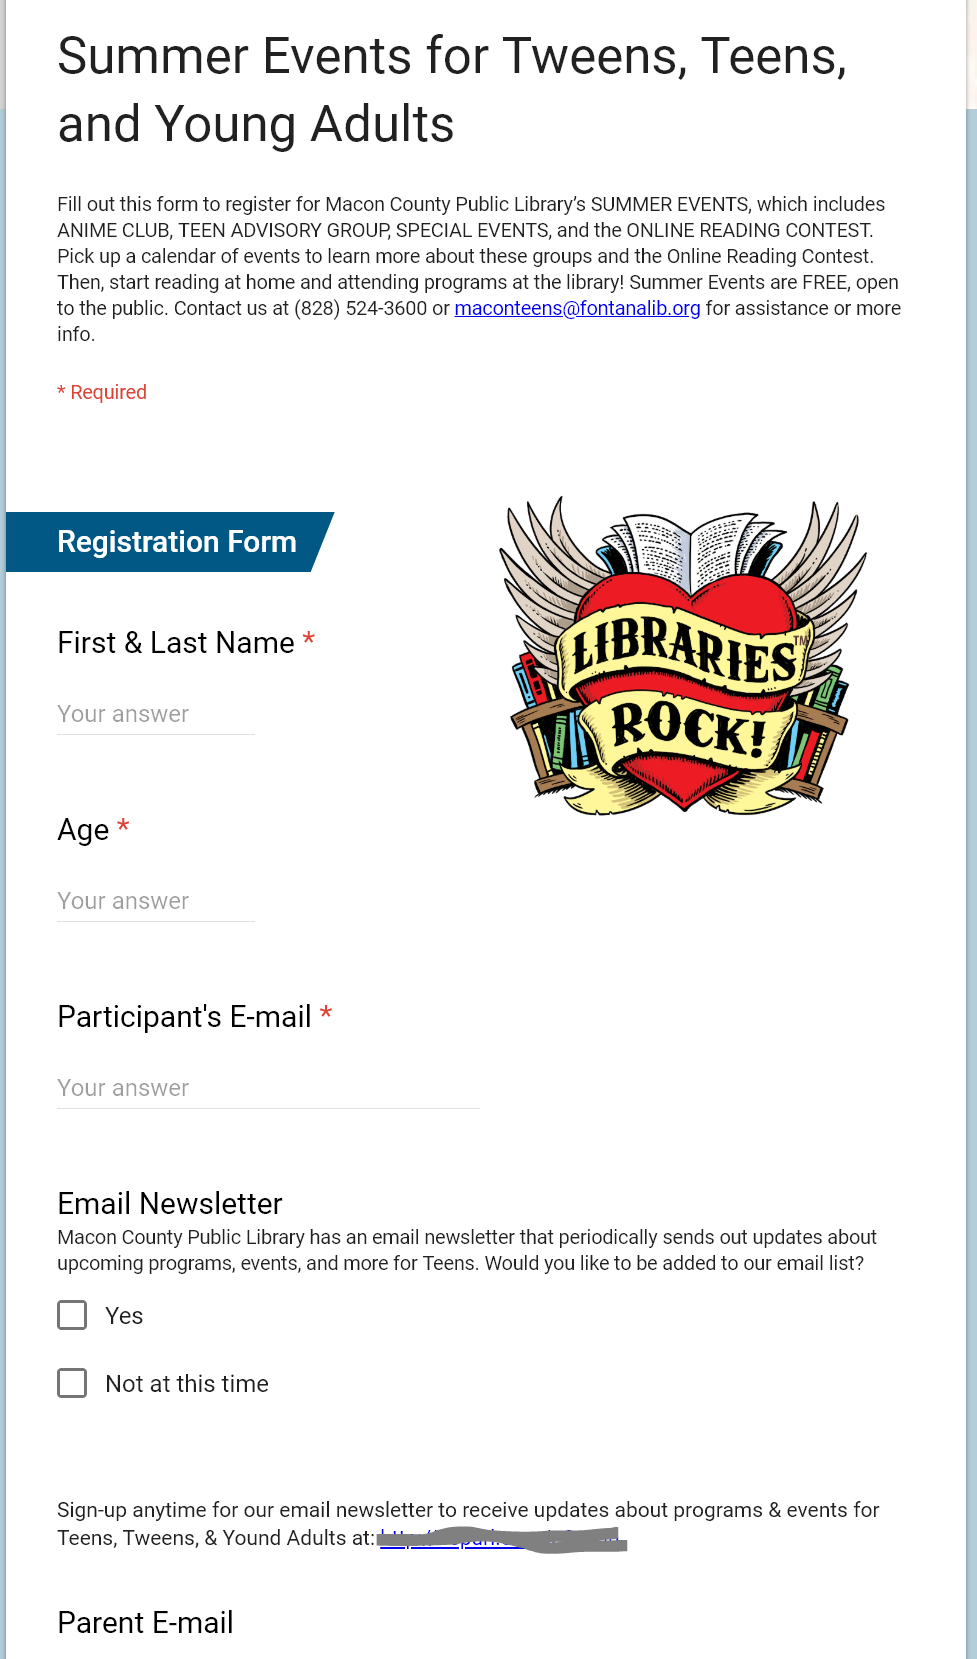 Summer Events for Tweens, Teens,
and Young Adults
Fill out this form to register for Macon County Public Library's SUMMER EVENTS, which includes
ANIME CLUB, TEEN ADVISORY GROUP, SPECIAL EVENTS, and the ONLINE READING CONTEST.
Pick up a calendar of events to learn more about these groups and the Online Reading Contest.
Then, start reading at home and attending programs at the library! Summer Events are FREE, open
to the public. Contact us at (828) 524-3600 or maconteens@fontanalib.org for assistance or more
info.
* Required
Registration Form
LIBRARIES™
ROCK!
First & Last Name *
Your answer
Age *
Your answer
Participant's E-mail *
Your answer
Email Newsletter
Macon County Public Library has an email newsletter that periodically sends out updates about
upcoming programs, events, and more for Teens. Would you like to be added to our email list?
Yes
Not at this time
Sign-up anytime for our email newsletter to receive updates about programs & events for
Teens, Tweens, & Yound Adults at:
Parent E-mail